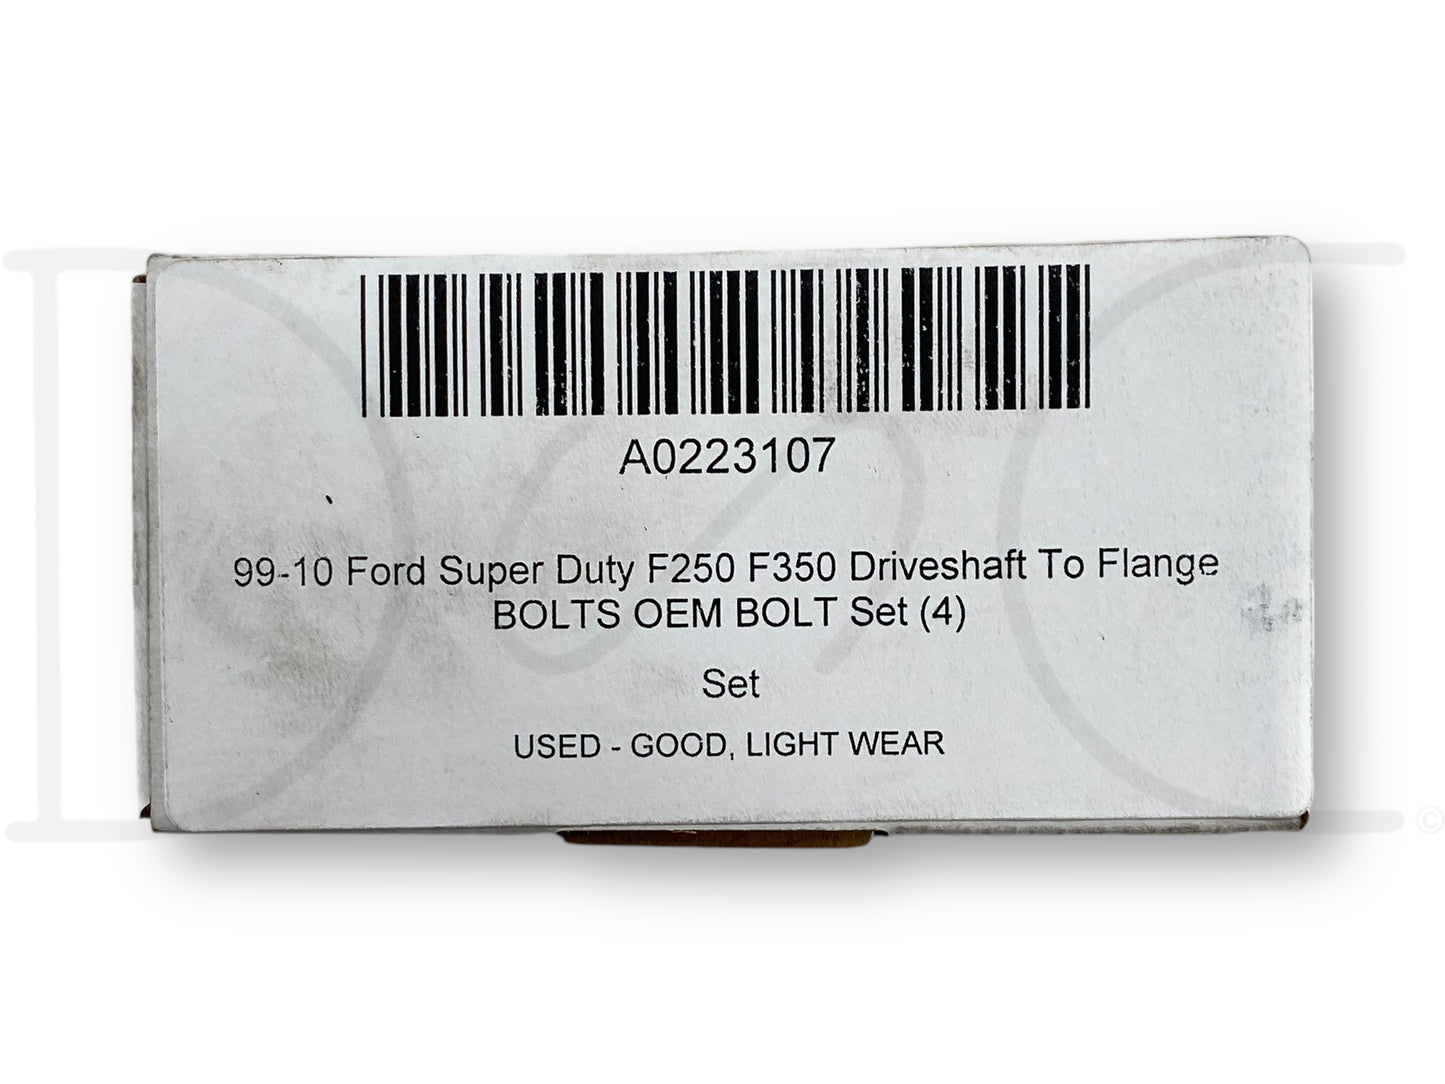 A0223107
99-10 Ford Super Duty F250 F350 Driveshaft To Flange
BOLTS OEM BOLT Set (4)
Set
USED - GOOD, LIGHT WEAR
©